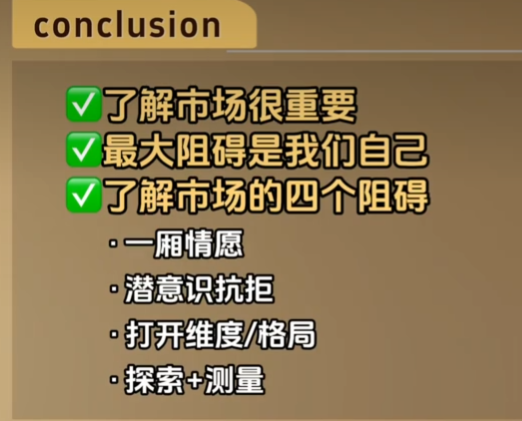 conclusion
✅了解市场很重要
✅最大阻碍是我们自己
✅了解市场的四个阻碍
·一厢情愿
·潜意识抗拒
·打开维度/格局
·探索+测量